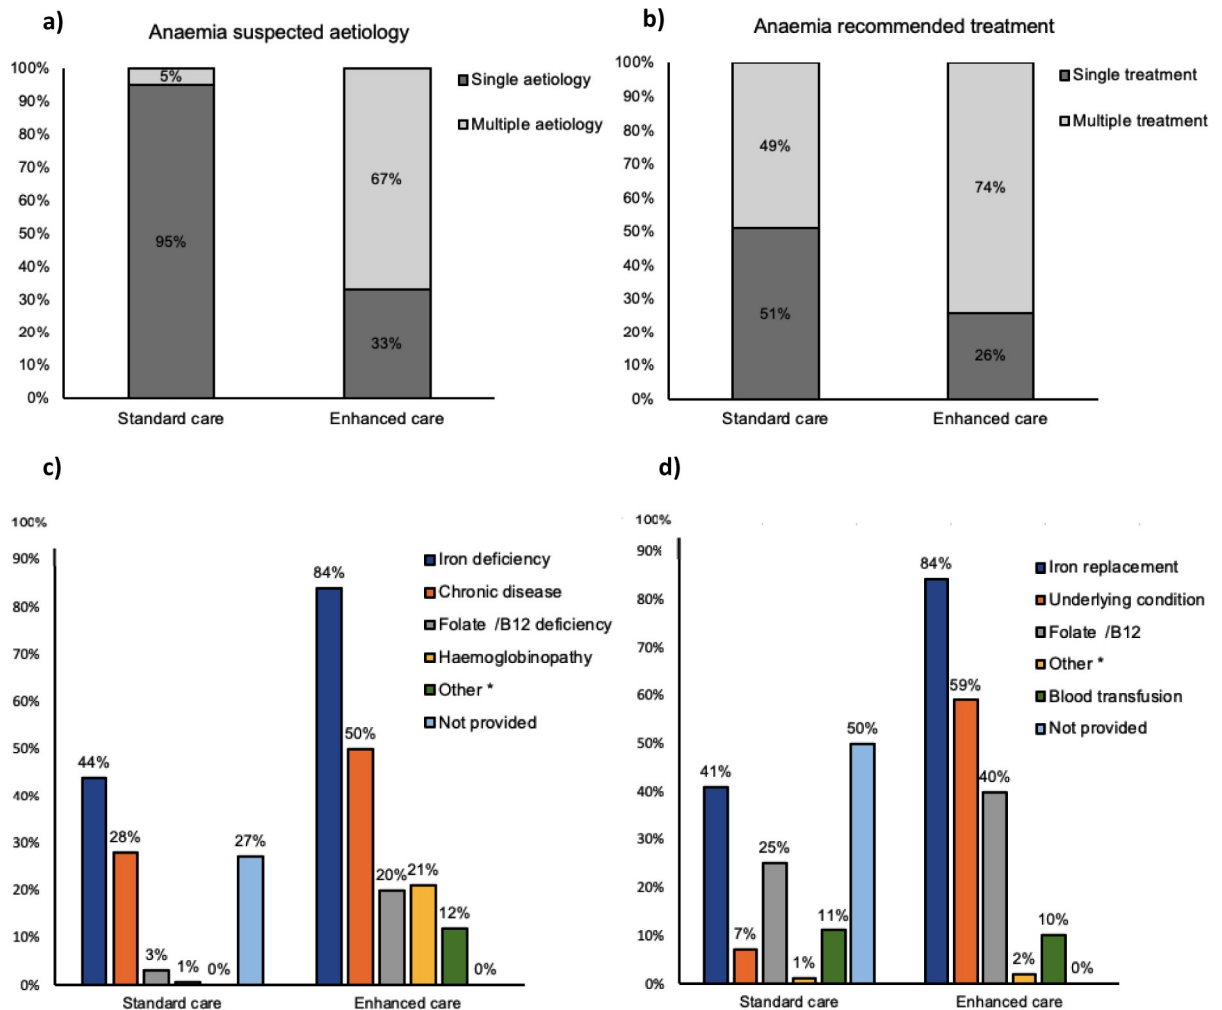 a)
Anaemia suspected aetiology
100%
90%
80%
70%
60%
50%
40%
30%
20%
10%
0%
5%
95%
67%
33%
Standard care
Enhanced care
Single aetiology
Multiple aetiology
b)
Anaemia recommended treatment
100%
90%
80%
70%
60%
50%
40%
30%
20%
10%
0%
49%
51%
74%
26%
Standard care
Enhanced care
Single treatment
Multiple treatment
c)
100%
90%
80%
70%
60%
50%
40%
30%
20%
10%
0%
44%
28%
3%
1%
0%
27%
84%
50%
20%
21%
12%
0%
Standard care
Enhanced care
Iron deficiency
Chronic disease
Folate /B12 deficiency
Haemoglobinopathy
Other *
Not provided
d)
100%
90%
80%
70%
60%
50%
40%
30%
20%
10%
0%
41%
7%
25%
1%
11%
50%
84%
59%
40%
2%
10%
0%
Standard care
Enhanced care
Iron replacement
Underlying condition
Folate /B12
Other *
Blood transfusion
Not provided